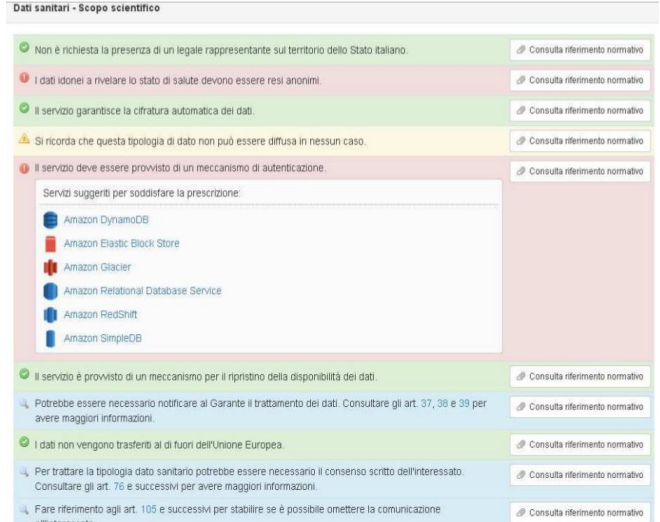 Dati sanitari - Scopo scientifico
Non è richiesta la presenza di un legale rappresentante sul territorio dello Stato italiano.
Consulta riferimento normativo
I dati idonei a rivelare lo stato di salute devono essere resi anonimi.
Consulta riferimento normativo
Il servizio garantisce la cifratura automatica dei dati.
Consulta riferimento normativo
Si ricorda che questa tipologia di dato non può essere diffusa in nessun caso.
Consulta riferimento normativo
Il servizio deve essere provvisto di un meccanismo di autenticazione.
Consulta riferimento normativo
Servizi suggeriti per soddisfare la prescrizione:
Amazon DynamoDB
Amazon Elastic Block Store
Amazon Glacier
Amazon Relational Database Service
Amazon RedShift
Amazon SimpleDB
Il servizio è provvisto di un meccanismo per il ripristino della disponibilità dei dati.
Consulta riferimento normativo
Potrebbe essere necessario notificare al Garante il trattamento dei dati. Consultare gli art. 37, 38 e 39 per
avere maggiori informazioni.
Consulta riferimento normativo
I dati non vengono trasferiti al di fuori dell'Unione Europea.
Consulta riferimento normativo
Per trattare la tipologia dato sanitario potrebbe essere necessario il consenso scritto dell'interessato.
Consultare gli art. 76 e successivi per avere maggiori informazioni.
Consulta riferimento normativo
Fare riferimento agli art. 105 e successivi per stabilire se è possibile omettere la comunicazione
Consulta riferimento normativo